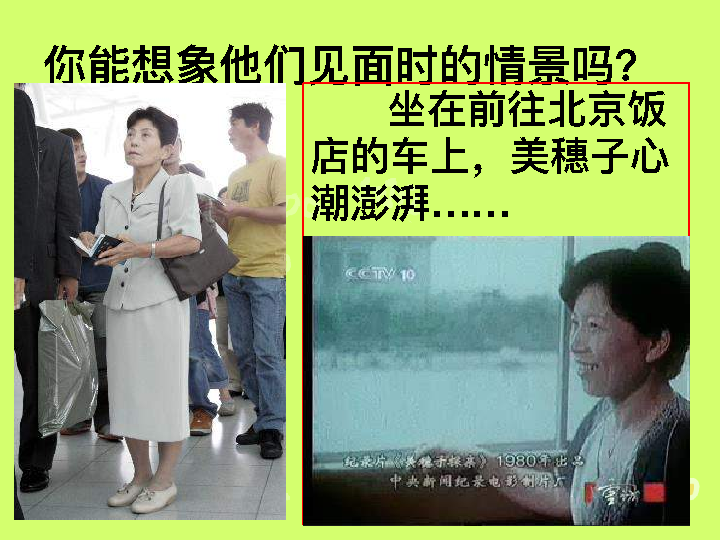 你能想象他们见面时的情景吗?
坐在前往北京饭
店的车上，美穗子心
潮澎湃……
CCTV 10
纪录片《美穗子探亲》1980年出品
中央新闻纪录电影制片厂